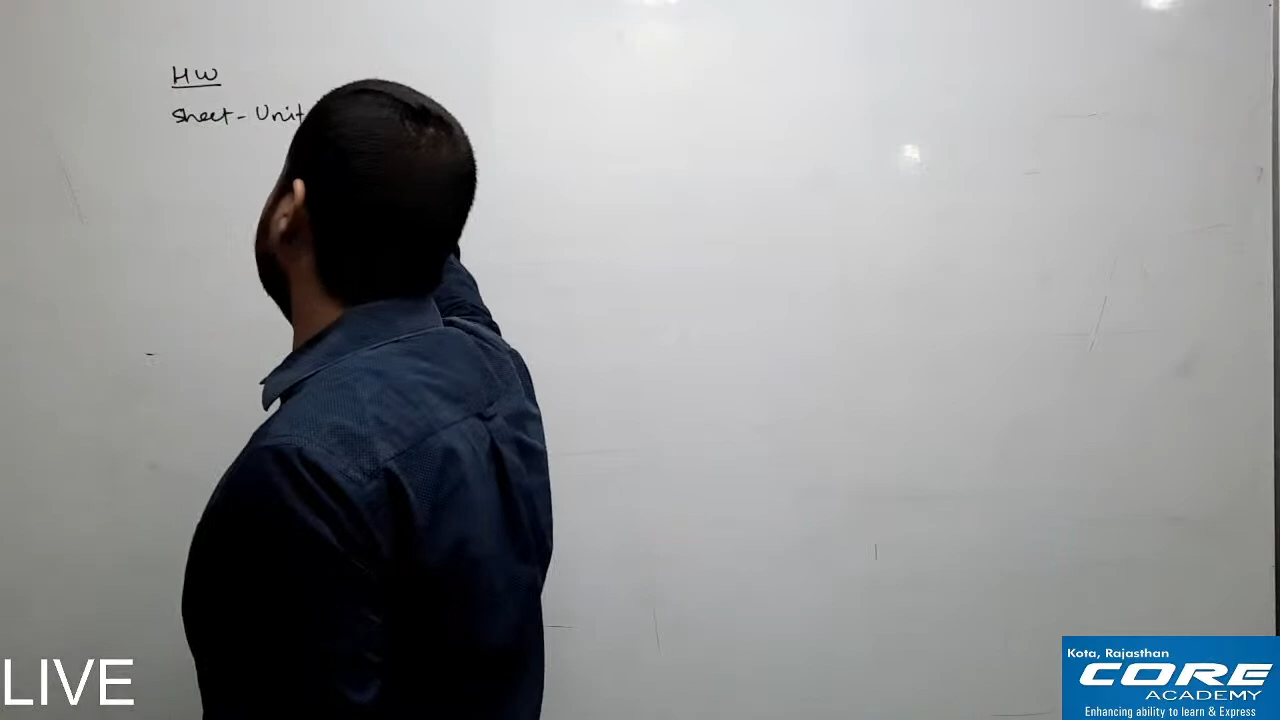 HW
Sheet - Unit
LIVE
Kota, Rajasthan
CORE
ACADEMY
Enhancing ability to learn & Express